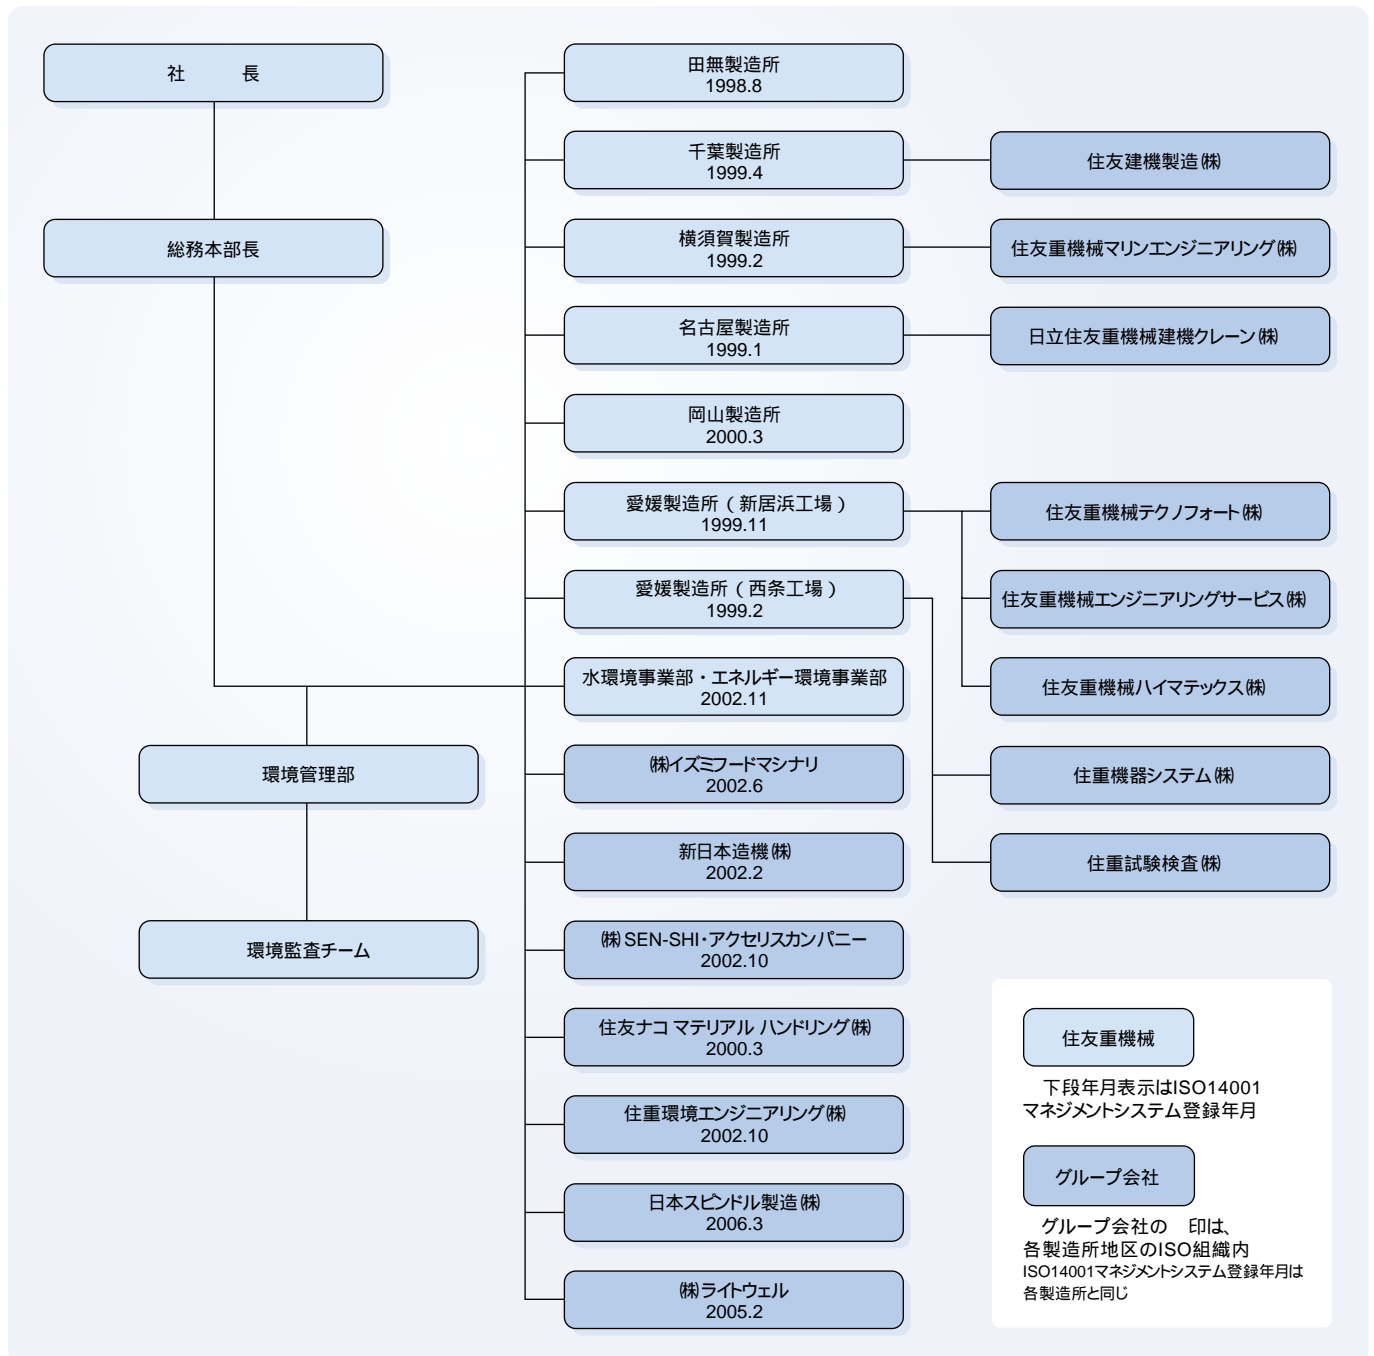 社　　長
総務本部長
環境管理部
環境監査チーム
田無製造所
1998.8
千葉製造所
1999.4
横須賀製造所
1999.2
名古屋製造所
1999.1
岡山製造所
2000.3
愛媛製造所（新居浜工場）
1999.11
愛媛製造所（西条工場）
1999.2
水環境事業部・エネルギー環境事業部
2002.11
㈱イズミフードマシナリ
2002.6
新日本造機㈱
2002.2
㈱SEN-SHI・アクセリスカンパニー
2002.10
住友ナコ マテリアル ハンドリング㈱
2000.3
住重環境エンジニアリング㈱
2002.10
日本スピンドル製造㈱
2006.3
㈱ライトウェル
2005.2
住友建機製造㈱
住友重機械マリンエンジニアリング㈱
日立住友重機械建機クレーン㈱
住友重機械テクノフォート㈱
住友重機械エンジニアリングサービス㈱
住友重機械ハイマテックス㈱
住重機器システム㈱
住重試験検査㈱
住友重機械
下段年月表示はISO14001
マネジメントシステム登録年月
グループ会社
グループ会社の　印は、
各製造所地区のISO組織内
ISO14001マネジメントシステム登録年月は
各製造所と同じ